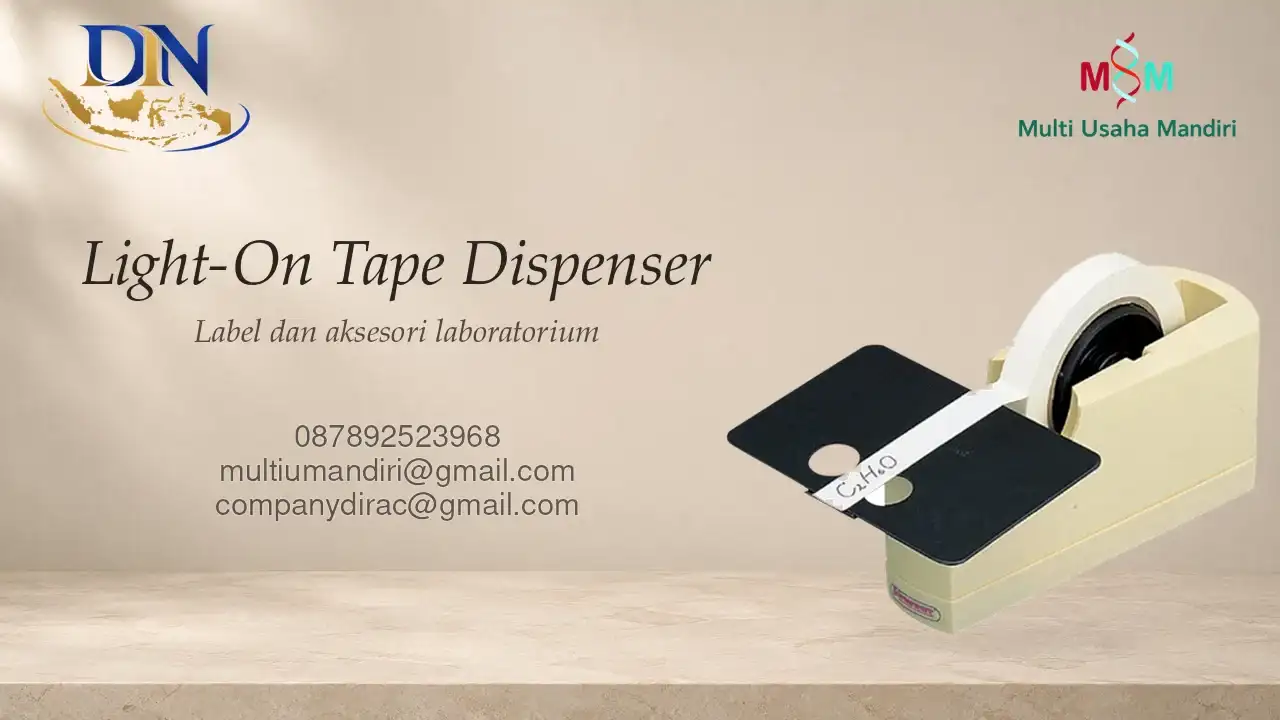 DN
M M
Multi Usaha Mandiri
Light-On Tape Dispenser
Label dan aksesori laboratorium
087892523968
multiumandiri@gmail.com
companydirac@gmail.com
C₂H₆O